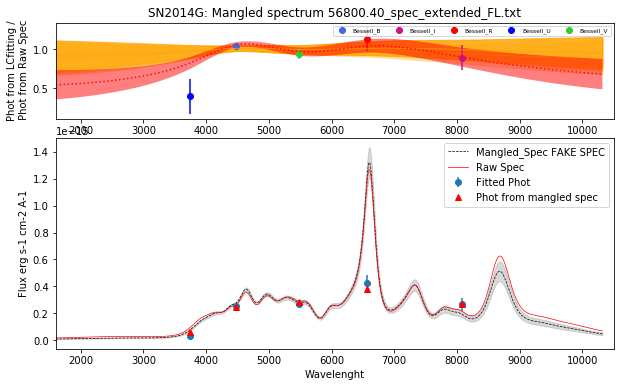 SN2014G: Mangled spectrum 56800.40_spec_extended_FL.txt
Phot from LCfitting /
Phot from Raw Spec
1.0
0.5
Bessell_B
Bessell_I
Bessell_R
Bessell_U
Bessell_V
2000 3000 4000 5000 6000 7000 8000 9000 10000
Flux erg s-1 cm-2 A-1
1.4
1.2
1.0
0.8
0.6
0.4
0.2
0.0
Mangled_Spec FAKE SPEC
Raw Spec
Fitted Phot
Phot from mangled spec
2000 3000 4000 5000 6000 7000 8000 9000 10000
Wavelenght